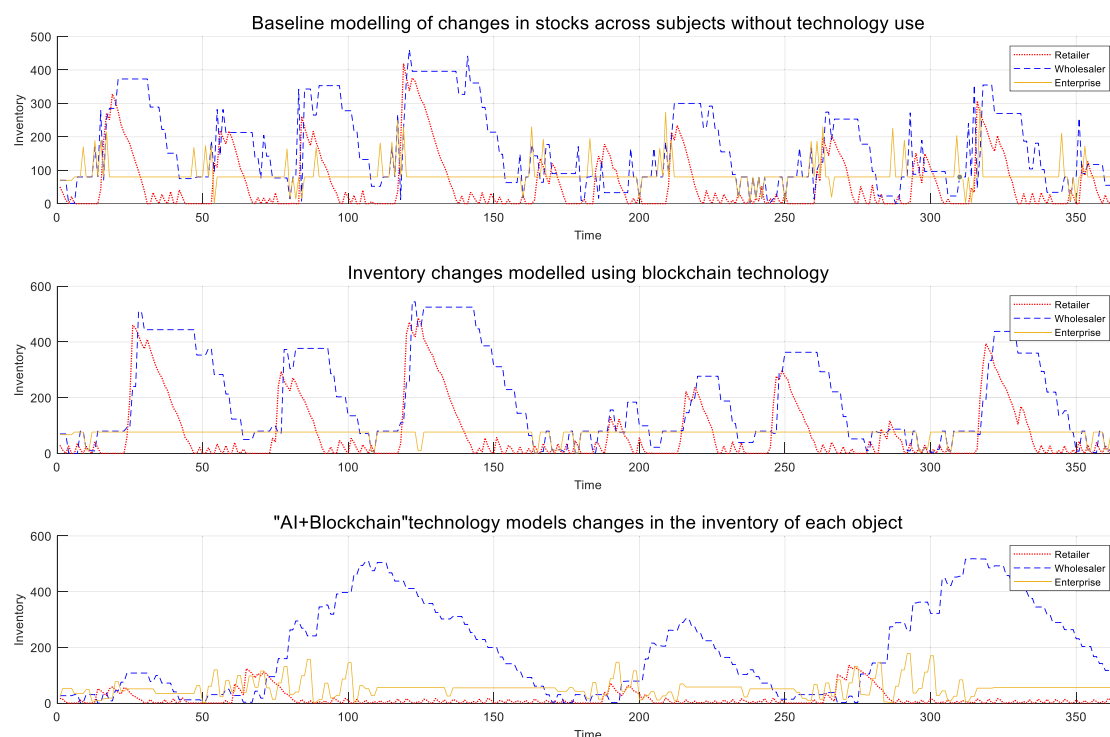 Baseline modelling of changes in stocks across subjects without technology use
500
400
300
200
100
0
Inventory
Retailer
Wholesaler
Enterprise
0 50 100 150 200 250 300 350
Time
Inventory changes modelled using blockchain technology
600
400
200
0
Inventory
Retailer
Wholesaler
Enterprise
0 50 100 150 200 250 300 350
Time
"AI+Blockchain"technology models changes in the inventory of each object
600
400
200
0
Inventory
Retailer
Wholesaler
Enterprise
0 50 100 150 200 250 300 350
Time